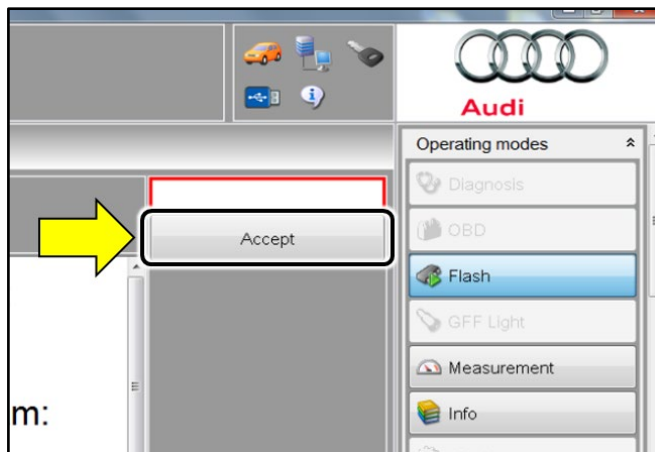 Audi
Operating modes
Diagnosis
OBD
Accept
Flash
GFF Light
Measurement
m:
Info